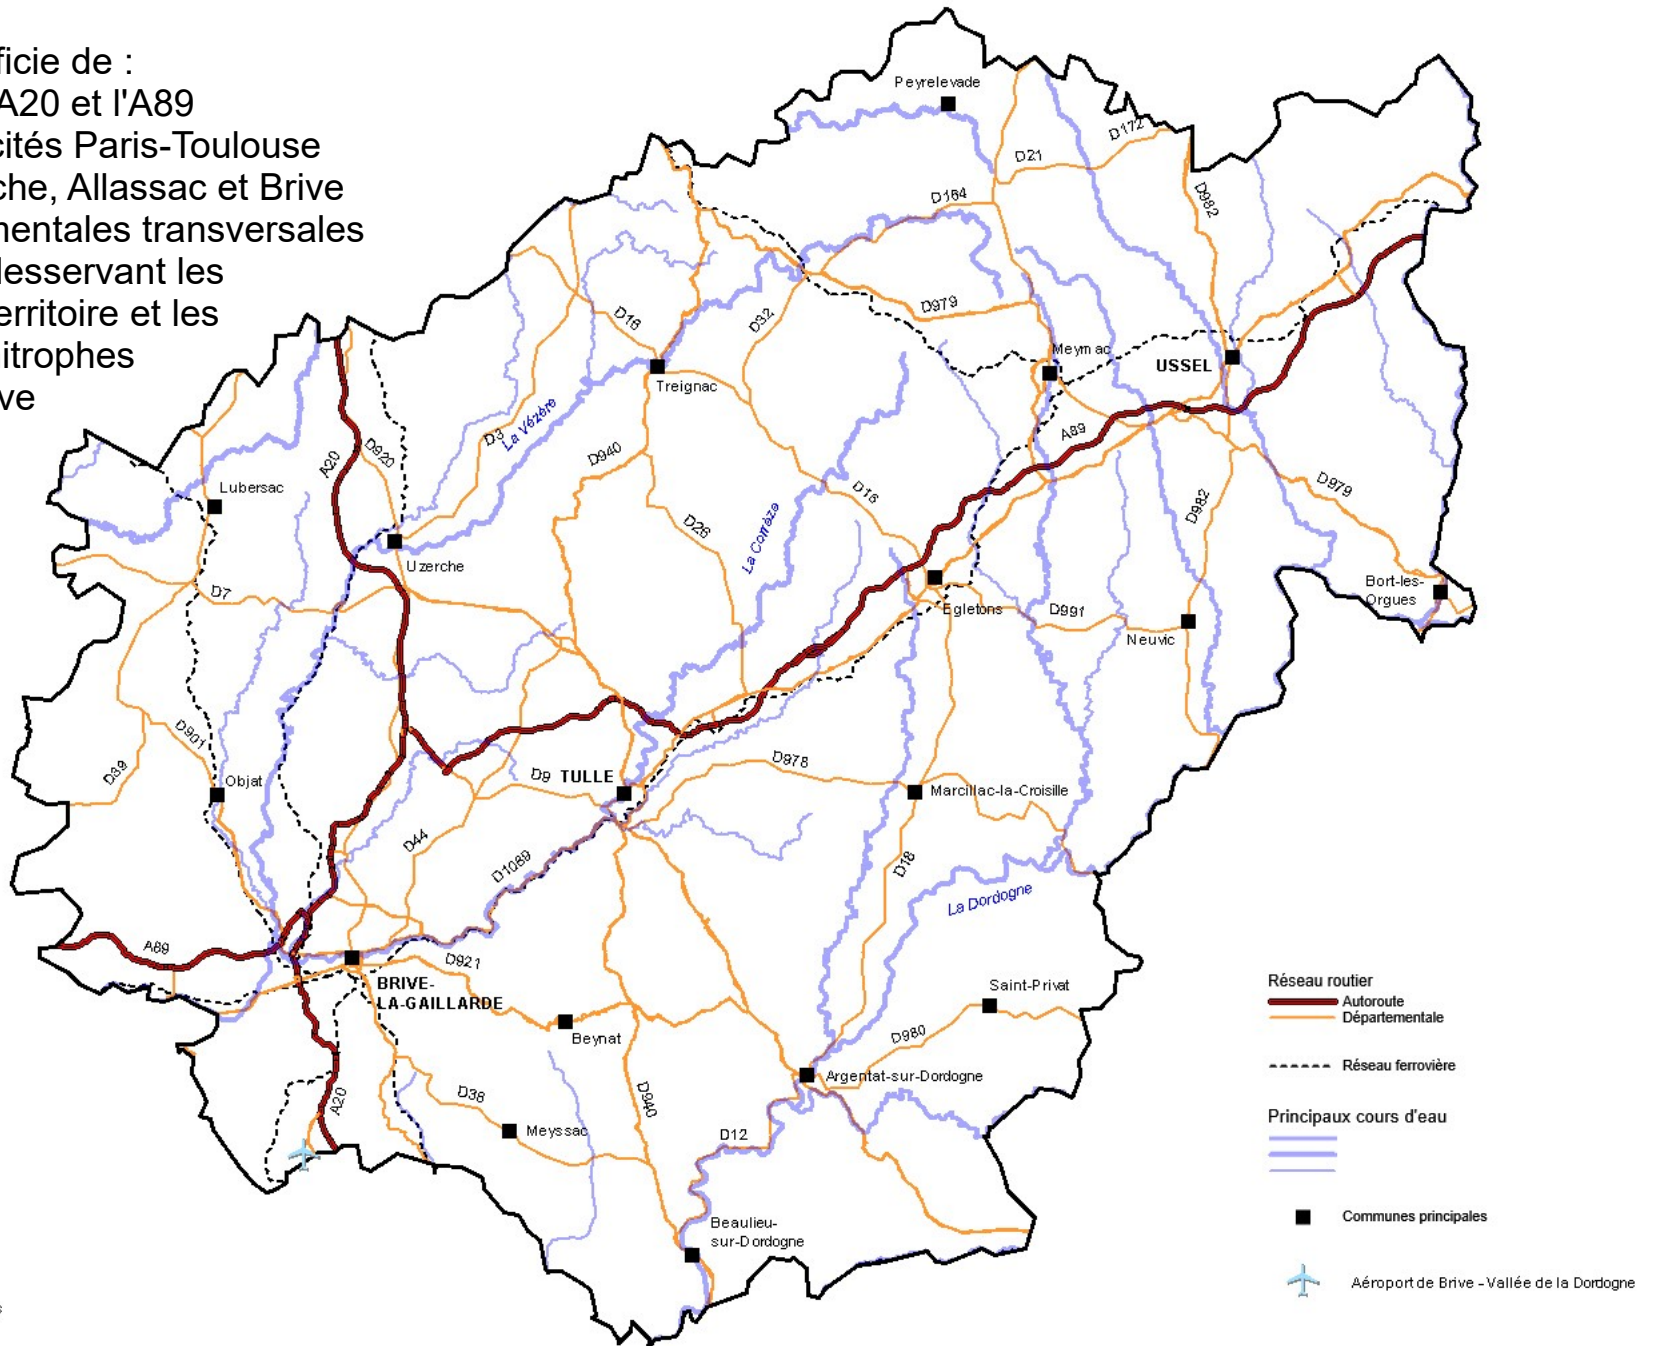 ficie de :
A20 et l'A89
cités Paris-Toulouse
che, Allassac et Brive
mentales transversales
desservant les
erritoire et les
itrophes
ve
Peyrelevade
D172
D21
D982
D164
D979
D16
D32
Meymac
USSEL
Treignac
La Vézère
D3
A20
D920
D940
A89
D16
D979
Lubersac
D26
La Corrèze
D982
Uzerche
Bort-les-
Orgues
D7
Egletons
D991
Neuvic
D901
D39
Objat
D9
TULLE
D978
Marcillac-la-Croisille
D44
D1089
D18
La Dordogne
A89
D921
BRIVE-
LA-GAILLARDE
Saint-Privat
Beynat
D980
Argentat-sur-Dordogne
A20
D38
D940
Meyssac
D12
Beaulieu-
sur-Dordogne
Réseau routier
Autoroute
Départementale
Réseau ferrovière
Principaux cours d'eau
Communes principales
Aéroport de Brive - Vallée de la Dordogne
s